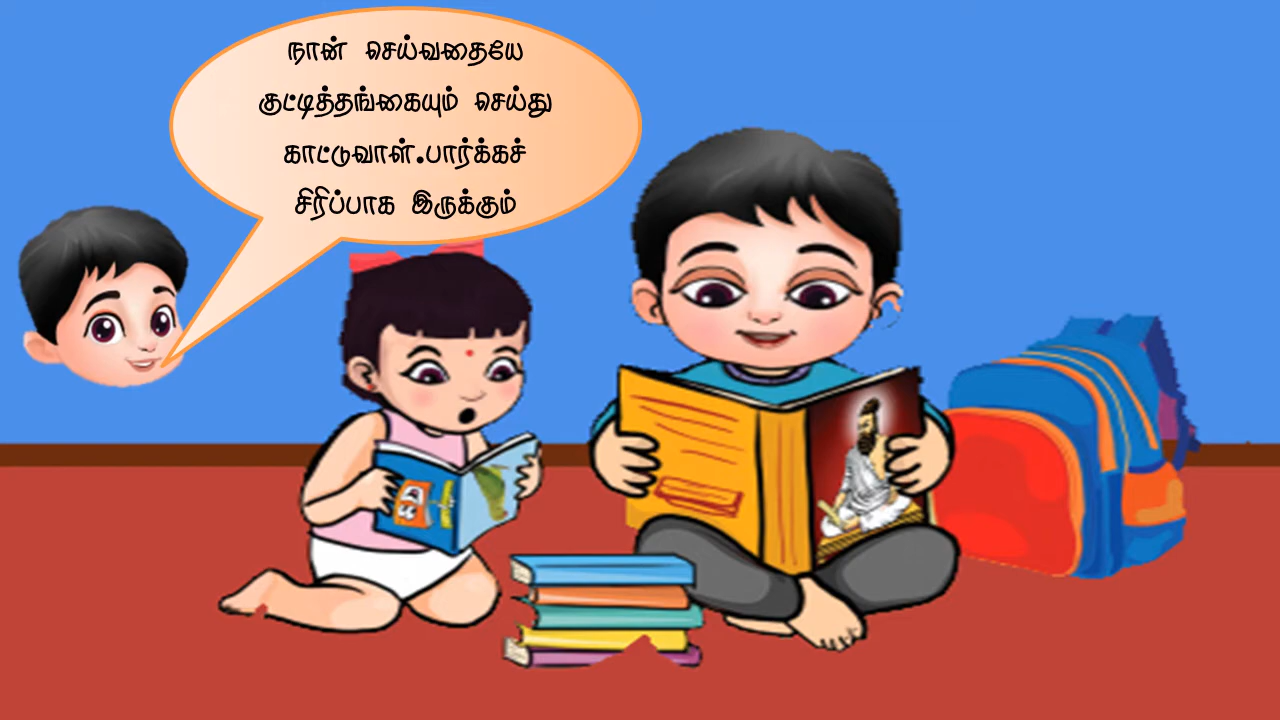 நான் செய்வதையே
குட்டித்தங்கையும் செய்து
காட்டுவாள்.பார்க்கச்
சிரிப்பாக இருக்கும்